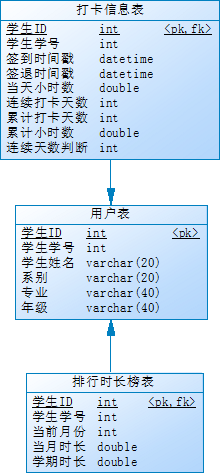 打卡信息表
学生ID int <pk,fk>
学生学号 int
签到时间戳 datetime
签退时间戳 datetime
当天小时数 double
连续打卡天数 int
累计打卡天数 int
累计小时数 double
连续天数判断 int
用户表
学生ID int <pk>
学生学号 int
学生姓名 varchar(20)
系别 varchar(20)
专业 varchar(40)
年级 varchar(40)
排行时长榜表
学生ID int <pk,fk>
学生学号 int
当前月份 int
当月时长 double
学期时长 double